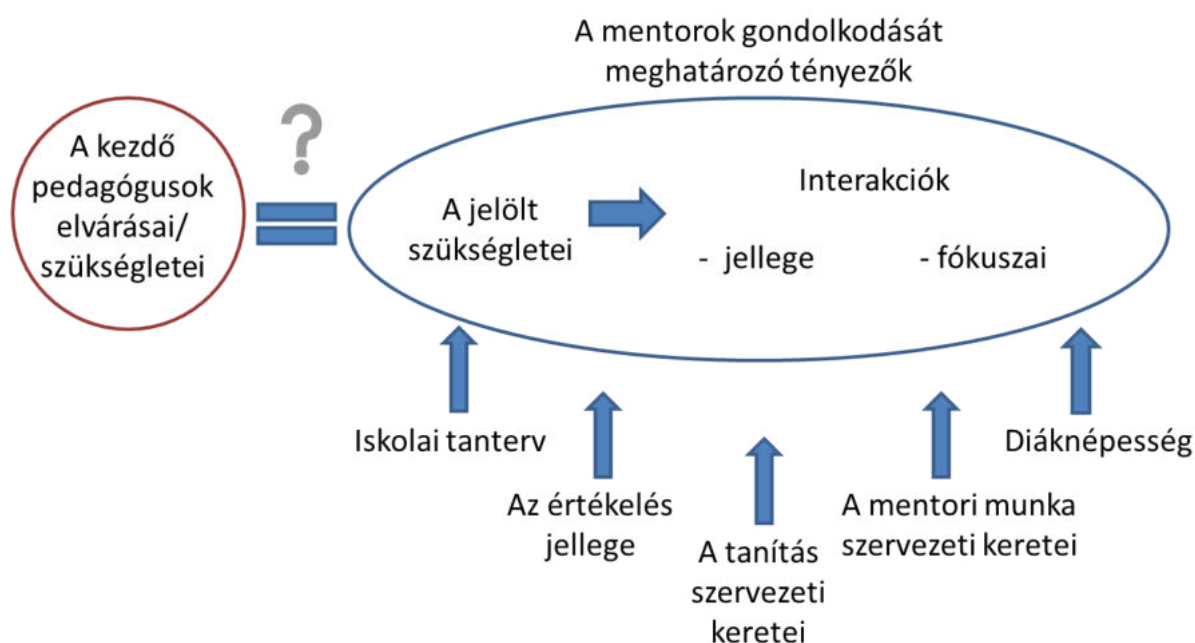 A mentorok gondolkodását
meghatározó tényezők
A kezdő
pedagógusok
elvárásai/
szükségletei
?
A jelölt
szükségletei
Interakciók
- jellege
- fókuszai
Iskolai tanterv
Az értékelés
jellege
A tanítás
szervezeti
keretei
A mentori munka
szervezeti keretei
Diáknépesség